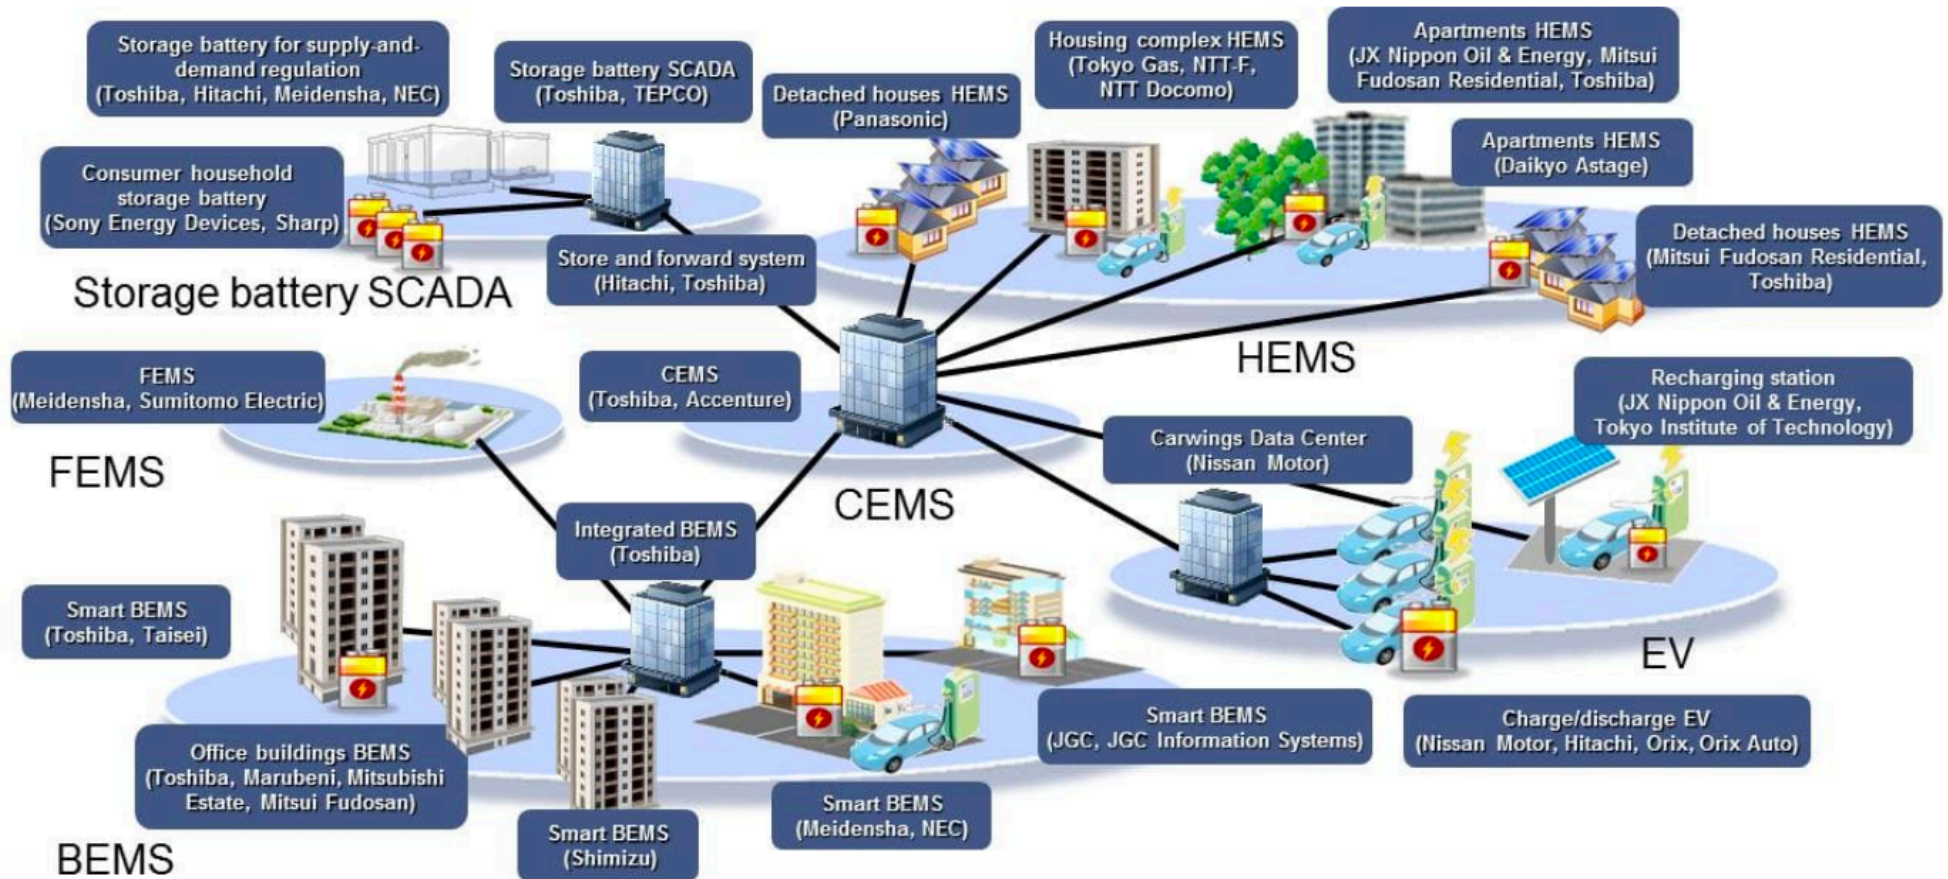 Storage battery for supply-and-
demand regulation
(Toshiba, Hitachi, Meidensha, NEC)
Storage battery SCADA
(Toshiba, TEPCO)
Detached houses HEMS
(Panasonic)
Housing complex HEMS
(Tokyo Gas, NTT-F,
NTT Docomo)
Apartments HEMS
(JX Nippon Oil & Energy, Mitsui
Fudosan Residential, Toshiba)
Apartments HEMS
(Daikyo Astage)
Consumer household
storage battery
(Sony Energy Devices, Sharp)
Store and forward system
(Hitachi, Toshiba)
Detached houses HEMS
(Mitsui Fudosan Residential,
Toshiba)
Storage battery SCADA
HEMS
FEMS
(Meidensha, Sumitomo Electric)
CEMS
(Toshiba, Accenture)
Recharging station
(JX Nippon Oil & Energy,
Tokyo Institute of Technology)
Carwings Data Center
(Nissan Motor)
FEMS
CEMS
Integrated BEMS
(Toshiba)
Smart BEMS
(Toshiba, Taisei)
EV
Office buildings BEMS
(Toshiba, Marubeni, Mitsubishi
Estate, Mitsui Fudosan)
Smart BEMS
(Shimizu)
Smart BEMS
(Meidensha, NEC)
Smart BEMS
(JGC, JGC Information Systems)
Charge/discharge EV
(Nissan Motor, Hitachi, Orix, Orix Auto)
BEMS